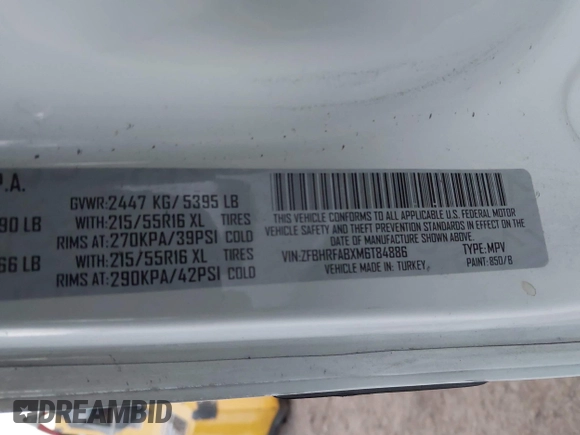 P.A.
GVWR:2447 KG/ 5395 LB
90 LB WITH:215/55R16 XL TIRES
RIMS AT:270KPA/39PSI COLD
66 LB WITH:215/55R16 XL TIRES
RIMS AT:290KPA/42PSI COLD
THIS VEHICLE CONFORMS TO ALL APPLICABLE U.S. FEDERAL MOTOR
VEHICLE SAFETY, BUMPER, AND THEFT PREVENTION STANDARDS
IN EFFECT ON THE DATE OF MANUFACTURE SHOWN ABOVE.
VIN:ZFBHRFABXM6T84886 TYPE:MPV
VEHICLE MADE IN: TURKEY PAINT: 850/B
DREAMBID